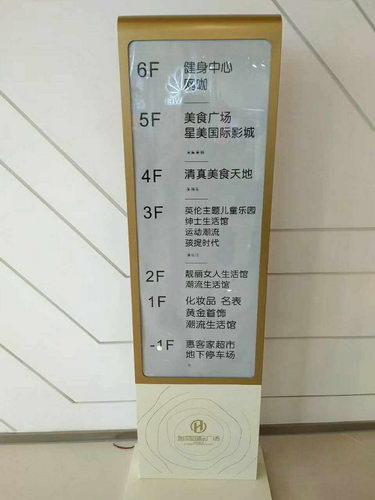 6F 健身中心
咖
5F 美食广场
星美国际影城
4F 清真美食天地
3F 英伦主题儿童乐园
绅士生活馆
运动潮流
孩提时代
2F 靓丽女人生活馆
潮流生活馆
1F 化妆品 名表
黄金首饰
潮流生活馆
-1F 惠客家超市
地下停车场